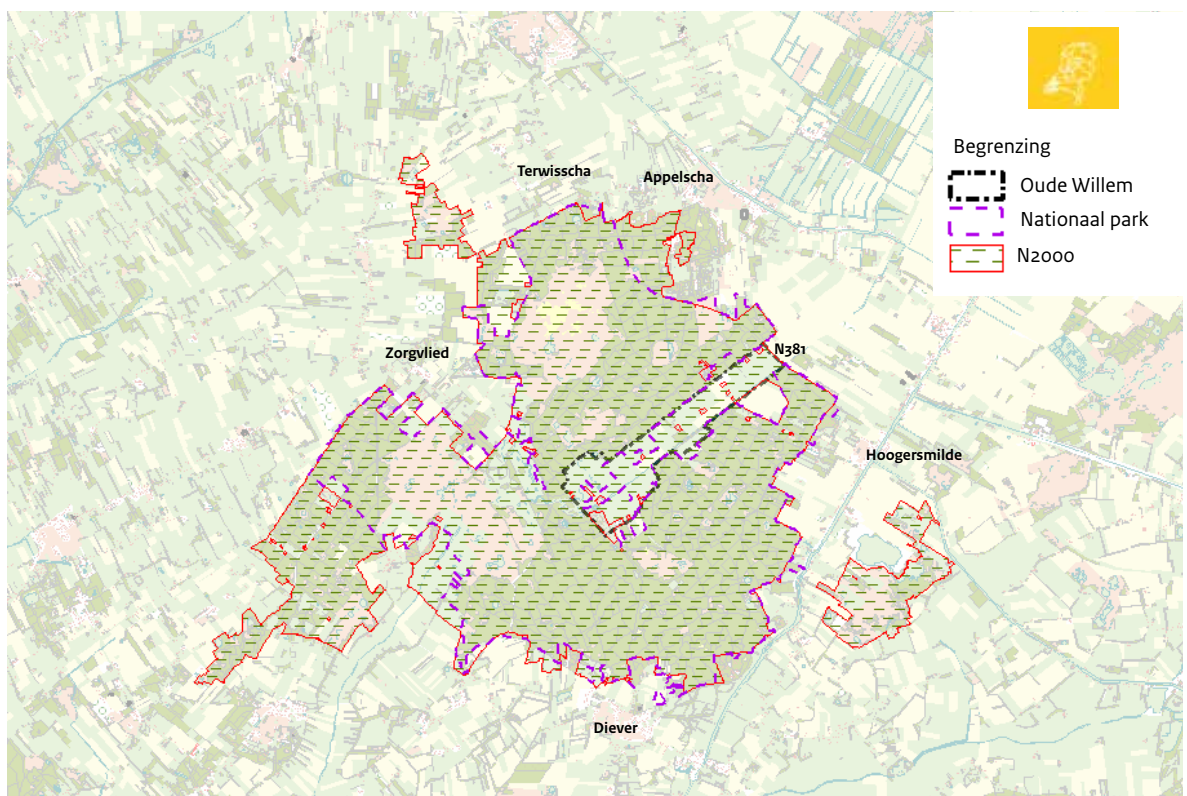 Begrenzing
Oude Willem
Nationaal park
N2000
Terwisscha
Appelscha
Zorgvlied
N381
Hoogersmilde
Diever